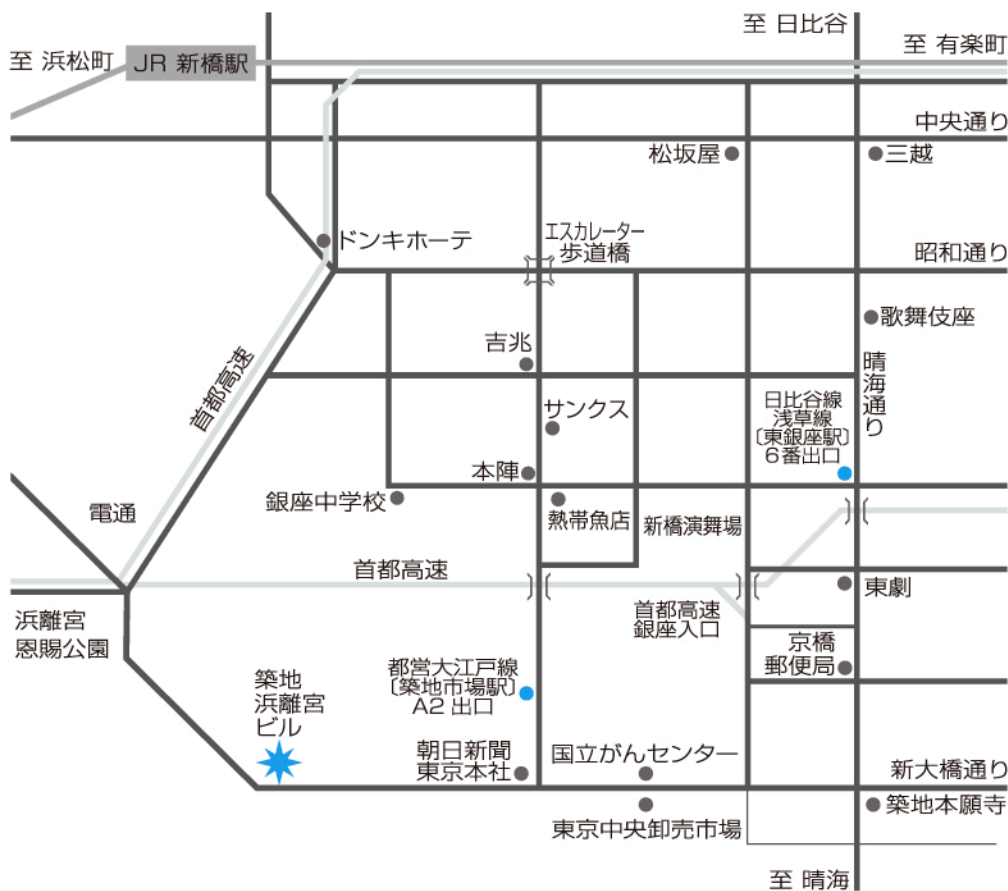 至 日比谷
至 浜松町
JR 新橋駅
至 有楽町
中央通り
松坂屋
三越
ドンキホーテ
エスカレーター
歩道橋
昭和通り
歌舞伎座
吉兆
晴海通り
首都高速
サンクス
日比谷線
浅草線
〔東銀座駅〕
6番出口
本陣
銀座中学校
電通
熱帯魚店
新橋演舞場
首都高速
東劇
浜離宮
恩賜公園
首都高速
銀座入口
京橋
郵便局
築地
浜離宮
ビル
都営大江戸線
〔築地市場駅〕
A2 出口
朝日新聞
東京本社
国立がんセンター
新大橋通り
築地本願寺
東京中央卸売市場
至 晴海